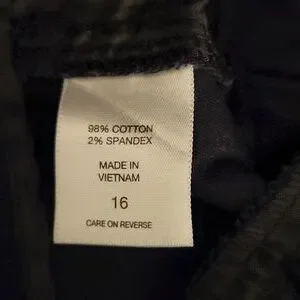 98% COTTON
2% SPANDEX
MADE IN
VIETNAM
16
CARE ON REVERSE